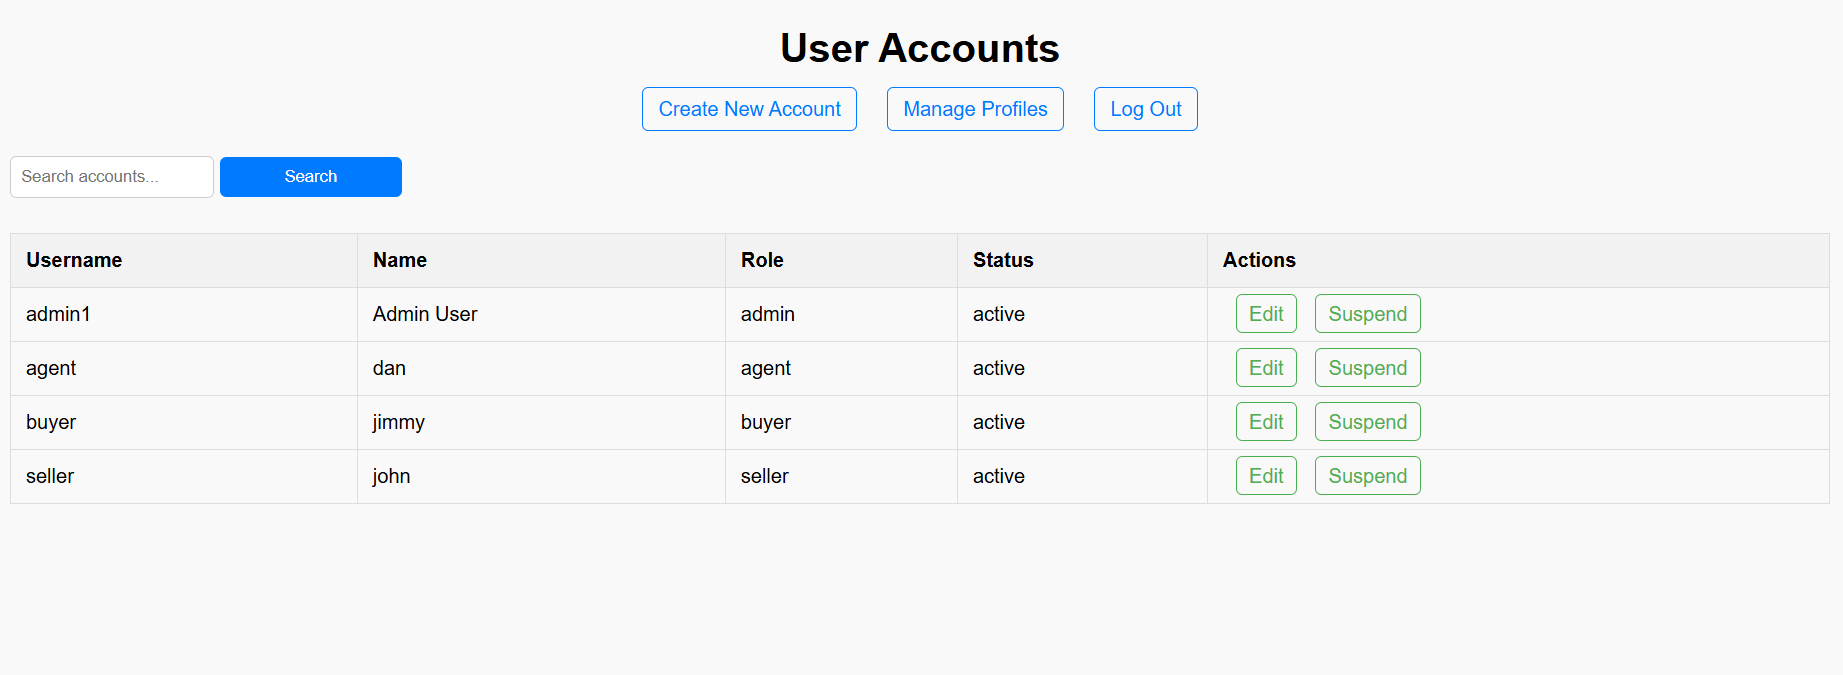 User Accounts
Create New Account Manage Profiles Log Out
Search accounts... Search
Username Name Role Status Actions
admin1 Admin User admin active Edit Suspend
agent dan agent active Edit Suspend
buyer jimmy buyer active Edit Suspend
seller john seller active Edit Suspend